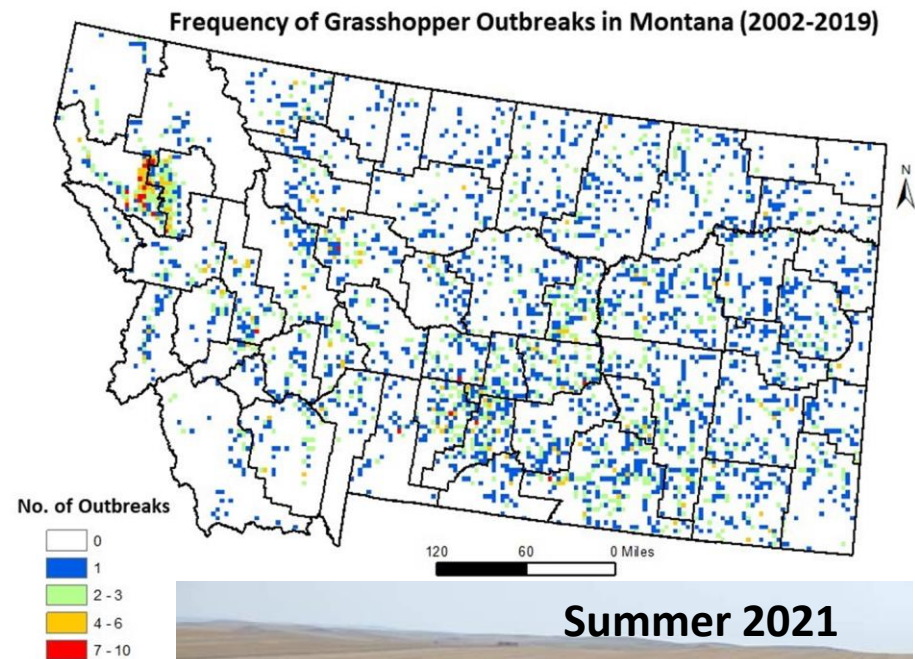 Frequency of Grasshopper Outbreaks in Montana (2002-2019)
N
No. of Outbreaks
0
1
2 - 3
4 - 6
7 - 10
120 60 0 Miles
Summer 2021